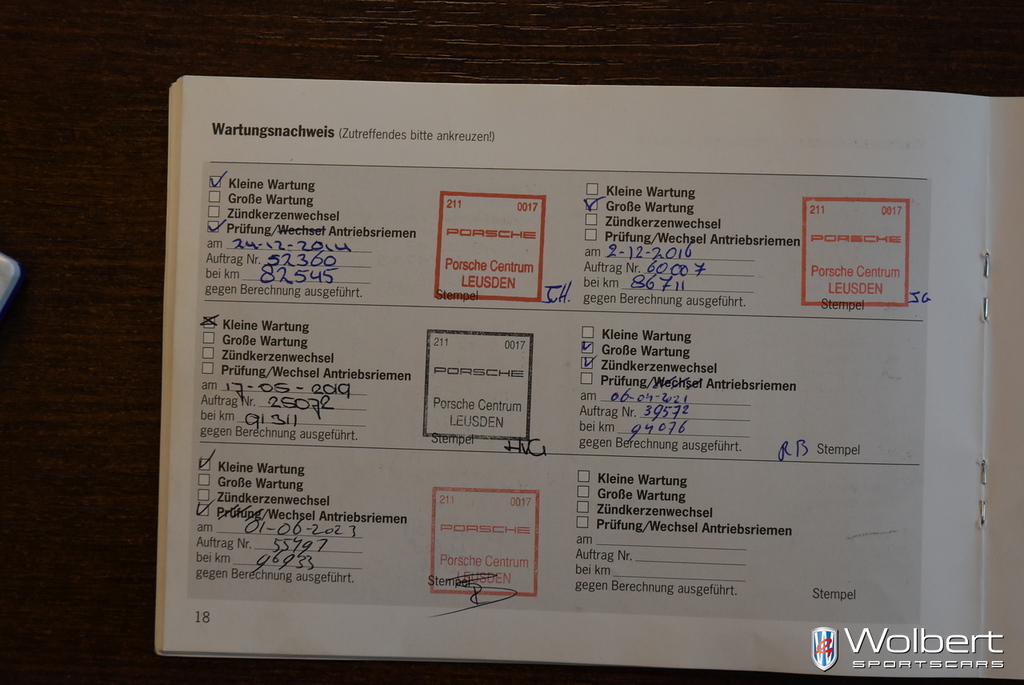 Wartungsnachweis (Zutreffendes bitte ankreuzen!)
Kleine Wartung
Große Wartung
Zündkerzenwechsel
Prüfung/Wechsel Antriebsriemen
am 24-12-2014
Auftrag Nr. 52360
bei km 82545
gegen Berechnung ausgeführt.
211 0017
PORSCHE
Porsche Centrum
LEUSDEN
Stempel
Kleine Wartung
Große Wartung
Zündkerzenwechsel
Prüfung/Wechsel Antriebsriemen
am 2-12-2016
Auftrag Nr. 60007
bei km 86711
gegen Berechnung ausgeführt.
211 0017
PORSCHE
Porsche Centrum
LEUSDEN
Stempel
JG
Kleine Wartung
Große Wartung
Zündkerzenwechsel
Prüfung/Wechsel Antriebsriemen
am 17-05-2019
Auftrag Nr. 25072
bei km 91311
gegen Berechnung ausgeführt.
211 0017
PORSCHE
Porsche Centrum
LEUSDEN
Stempel
Kleine Wartung
Große Wartung
Zündkerzenwechsel
Prüfung/Wechsel Antriebsriemen
am 06-04-2021
Auftrag Nr. 39572
bei km 94076
gegen Berechnung ausgeführt.
RB Stempel
Kleine Wartung
Große Wartung
Zündkerzenwechsel
Prüfung/Wechsel Antriebsriemen
am 01-06-2023
Auftrag Nr. 55797
bei km 96933
gegen Berechnung ausgeführt.
211 0017
PORSCHE
Porsche Centrum
LEUSDEN
Stempel
Kleine Wartung
Große Wartung
Zündkerzenwechsel
Prüfung/Wechsel Antriebsriemen
am
Auftrag Nr.
bei km
gegen Berechnung ausgeführt.
Stempel
18
Wolbert
SPORTSCARS